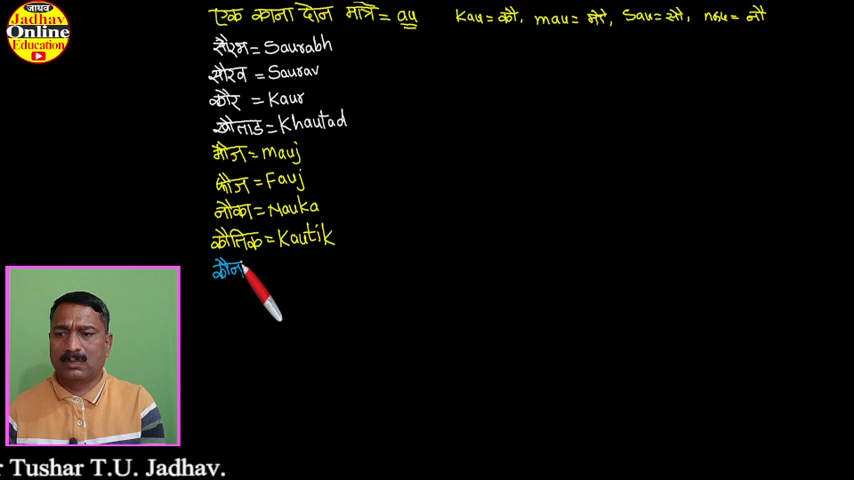 जाधव
Jadhav
Online
Education
एक काना दोन मात्रे = au
Kau = कौ, mau = मौ, Sau = सौ, nau = नौ
सौरभ = Saurabh
सौरव = Saurav
कौर = Kaur
खौताड = Khautad
मौज = mauj
फौज = Fauj
नौका = Nauka
कौतिक = Kautik
कौन
r Tushar T.U. Jadhav.